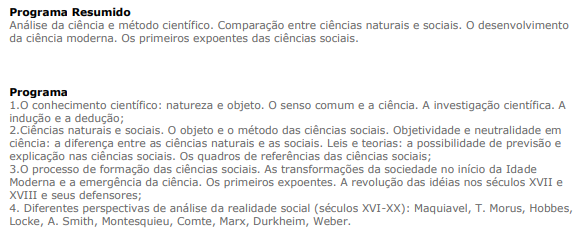 Programa Resumido
Análise da ciência e método científico. Comparação entre ciências naturais e sociais. O desenvolvimento
da ciência moderna. Os primeiros expoentes das ciências sociais.
Programa
1.O conhecimento científico: natureza e objeto. O senso comum e a ciência. A investigação científica. A
indução e a dedução;
2.Ciências naturais e sociais. O objeto e o método das ciências sociais. Objetividade e neutralidade em
ciência: a diferença entre as ciências naturais e as sociais. Leis e teorias: a possibilidade de previsão e
explicação nas ciências sociais. Os quadros de referências das ciências sociais;
3.O processo de formação das ciências sociais. As transformações da sociedade no início da Idade
Moderna e a emergência da ciência. Os primeiros expoentes. A revolução das idéias nos séculos XVII e
XVIII e seus defensores;
4. Diferentes perspectivas de análise da realidade social (séculos XVI-XX): Maquiavel, T. Morus, Hobbes,
Locke, A. Smith, Montesquieu, Comte, Marx, Durkheim, Weber.